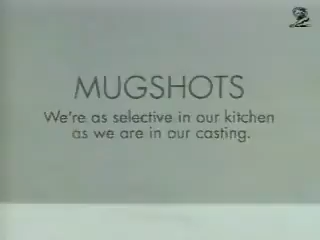 MUGSHOTS
We're as selective in our kitchen
as we are in our casting.